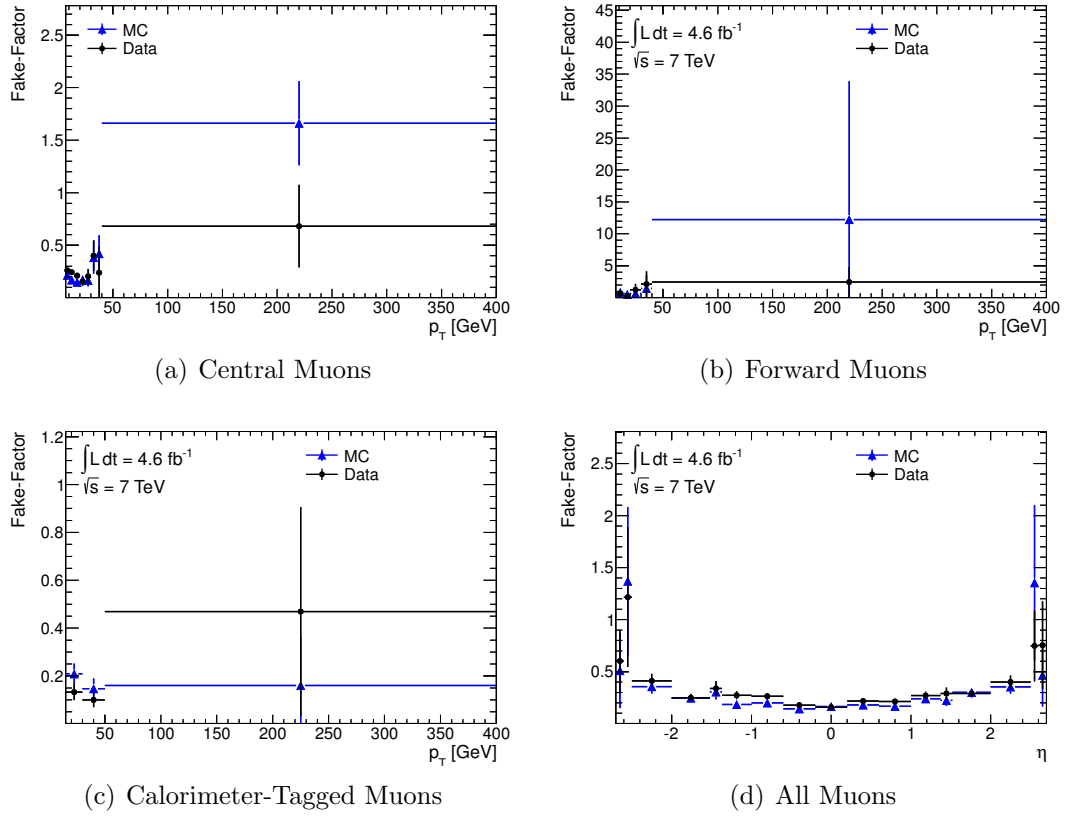 Fake-Factor
2.5
2
1.5
1
0.5
MC
Data
50 100 150 200 250 300 350 400
p_T [GeV]
(a) Central Muons
Fake-Factor
45
40
35
30
25
20
15
10
5
∫L dt = 4.6 fb⁻¹
√s = 7 TeV
MC
Data
50 100 150 200 250 300 350 400
p_T [GeV]
(b) Forward Muons
Fake-Factor
1.2
1
0.8
0.6
0.4
0.2
∫L dt = 4.6 fb⁻¹
√s = 7 TeV
MC
Data
50 100 150 200 250 300 350 400
p_T [GeV]
(c) Calorimeter-Tagged Muons
Fake-Factor
2.5
2
1.5
1
0.5
∫L dt = 4.6 fb⁻¹
√s = 7 TeV
MC
Data
-2 -1 0 1 2
η
(d) All Muons